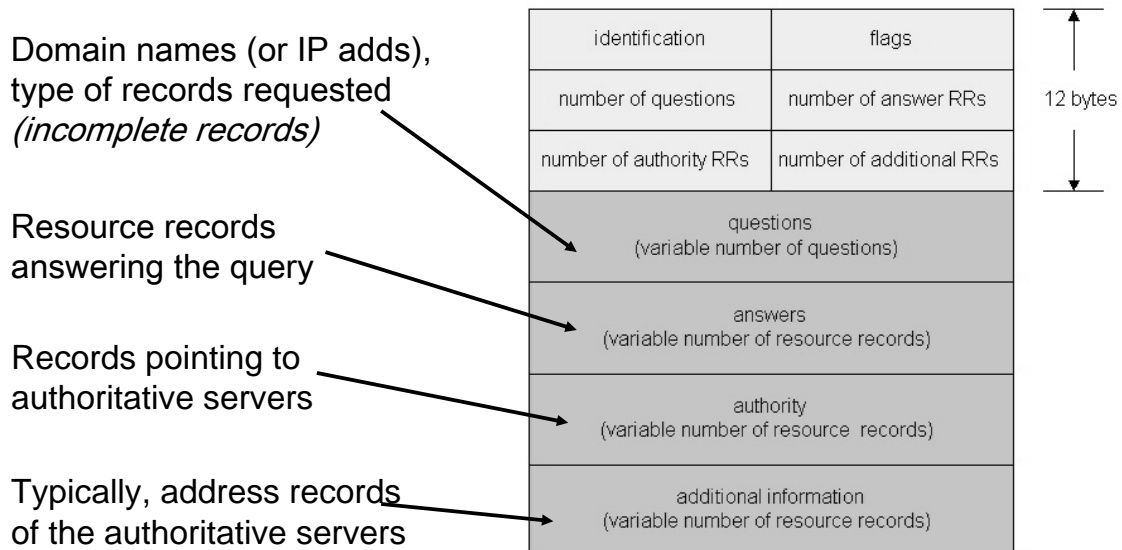 Domain names (or IP adds),
type of records requested
(incomplete records)
Resource records
answering the query
Records pointing to
authoritative servers
Typically, address records
of the authoritative servers
identification
flags
number of questions
number of answer RRs
number of authority RRs
number of additional RRs
12 bytes
questions
(variable number of questions)
answers
(variable number of resource records)
authority
(variable number of resource records)
additional information
(variable number of resource records)